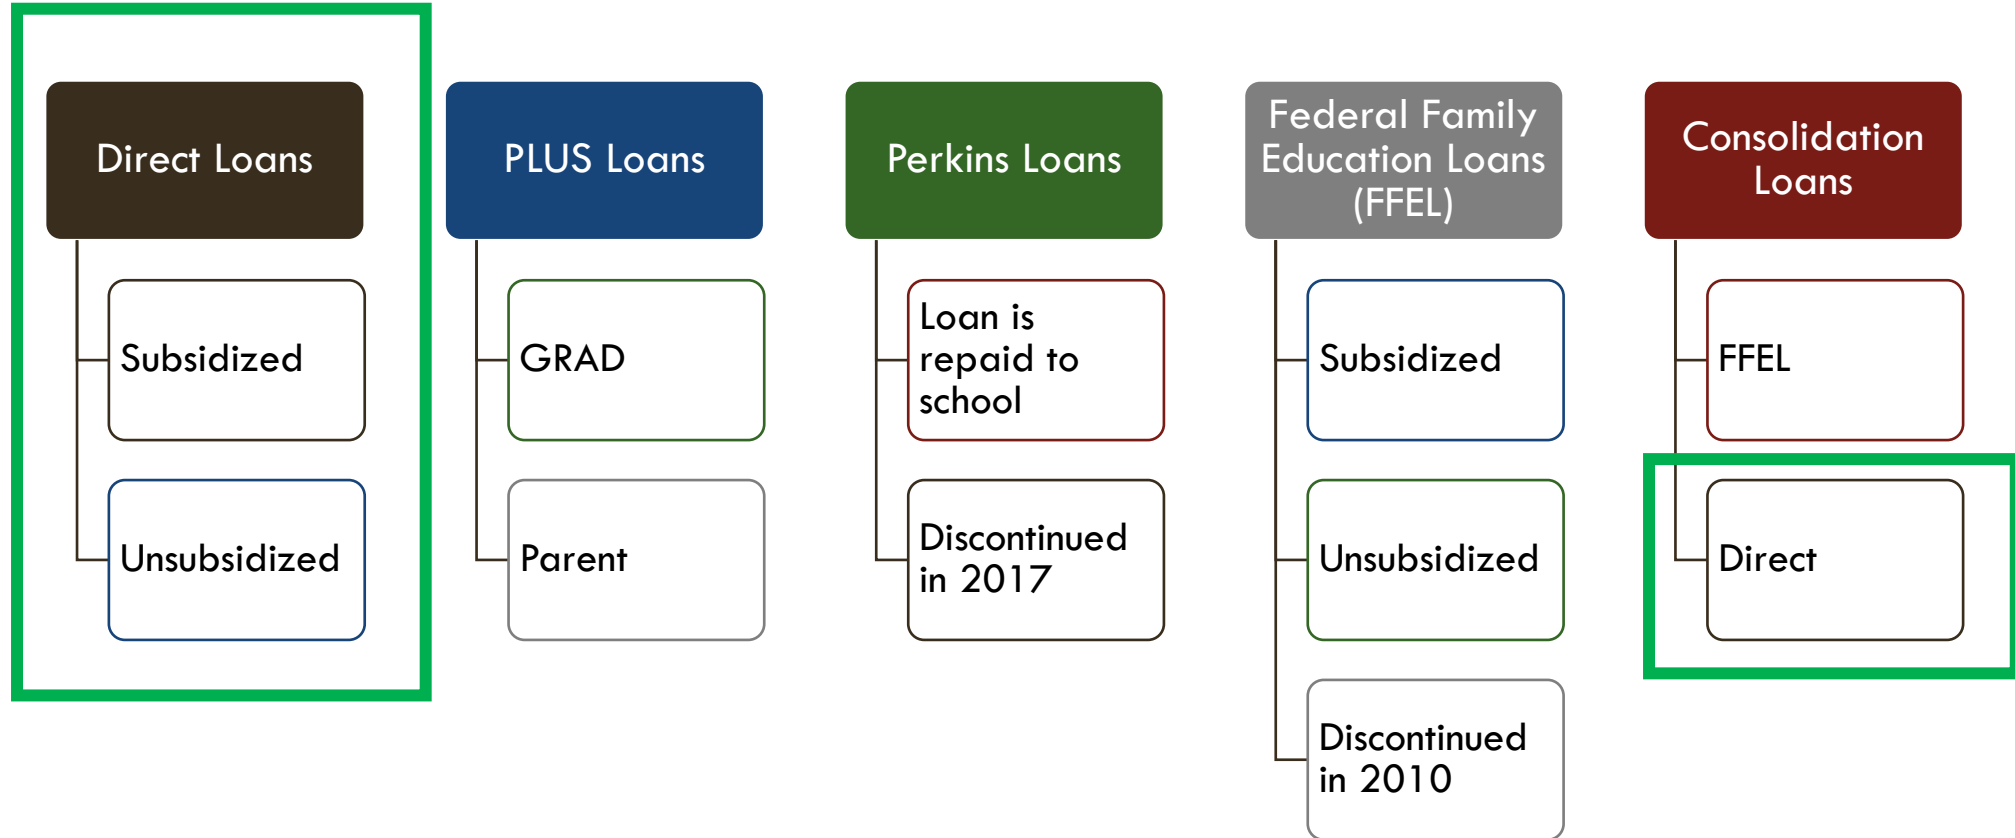 Direct Loans
Subsidized
Unsubsidized
PLUS Loans
GRAD
Parent
Perkins Loans
Loan is
repaid to
school
Discontinued
in 2017
Federal Family
Education Loans
(FFEL)
Subsidized
Unsubsidized
Discontinued
in 2010
Consolidation
Loans
FFEL
Direct